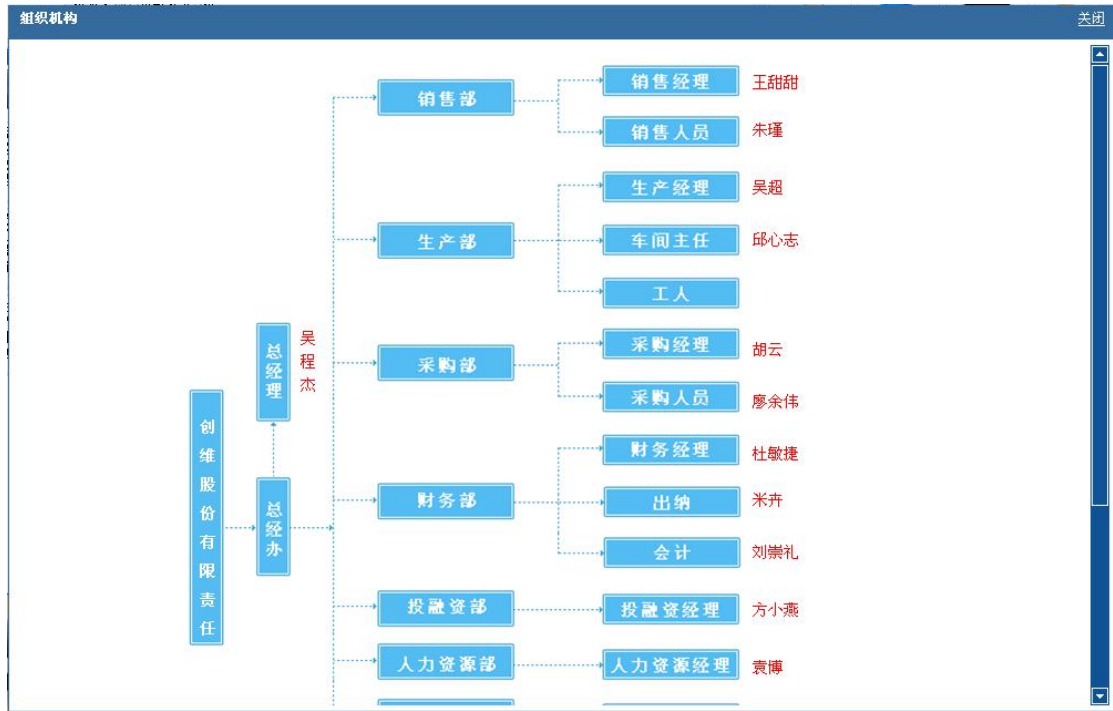 组织机构
关闭
销售部
销售经理 王甜甜
销售人员 朱瑾
生产部
生产经理 吴超
车间主任 邱心志
工人
总经理
吴程杰
采购部
采购经理 胡云
采购人员 廖余伟
创维股份有限责任
总经办
财务部
财务经理 杜敏捷
出纳 米卉
会计 刘崇礼
投融资部
投融资经理 方小燕
人力资源部
人力资源经理 袁博